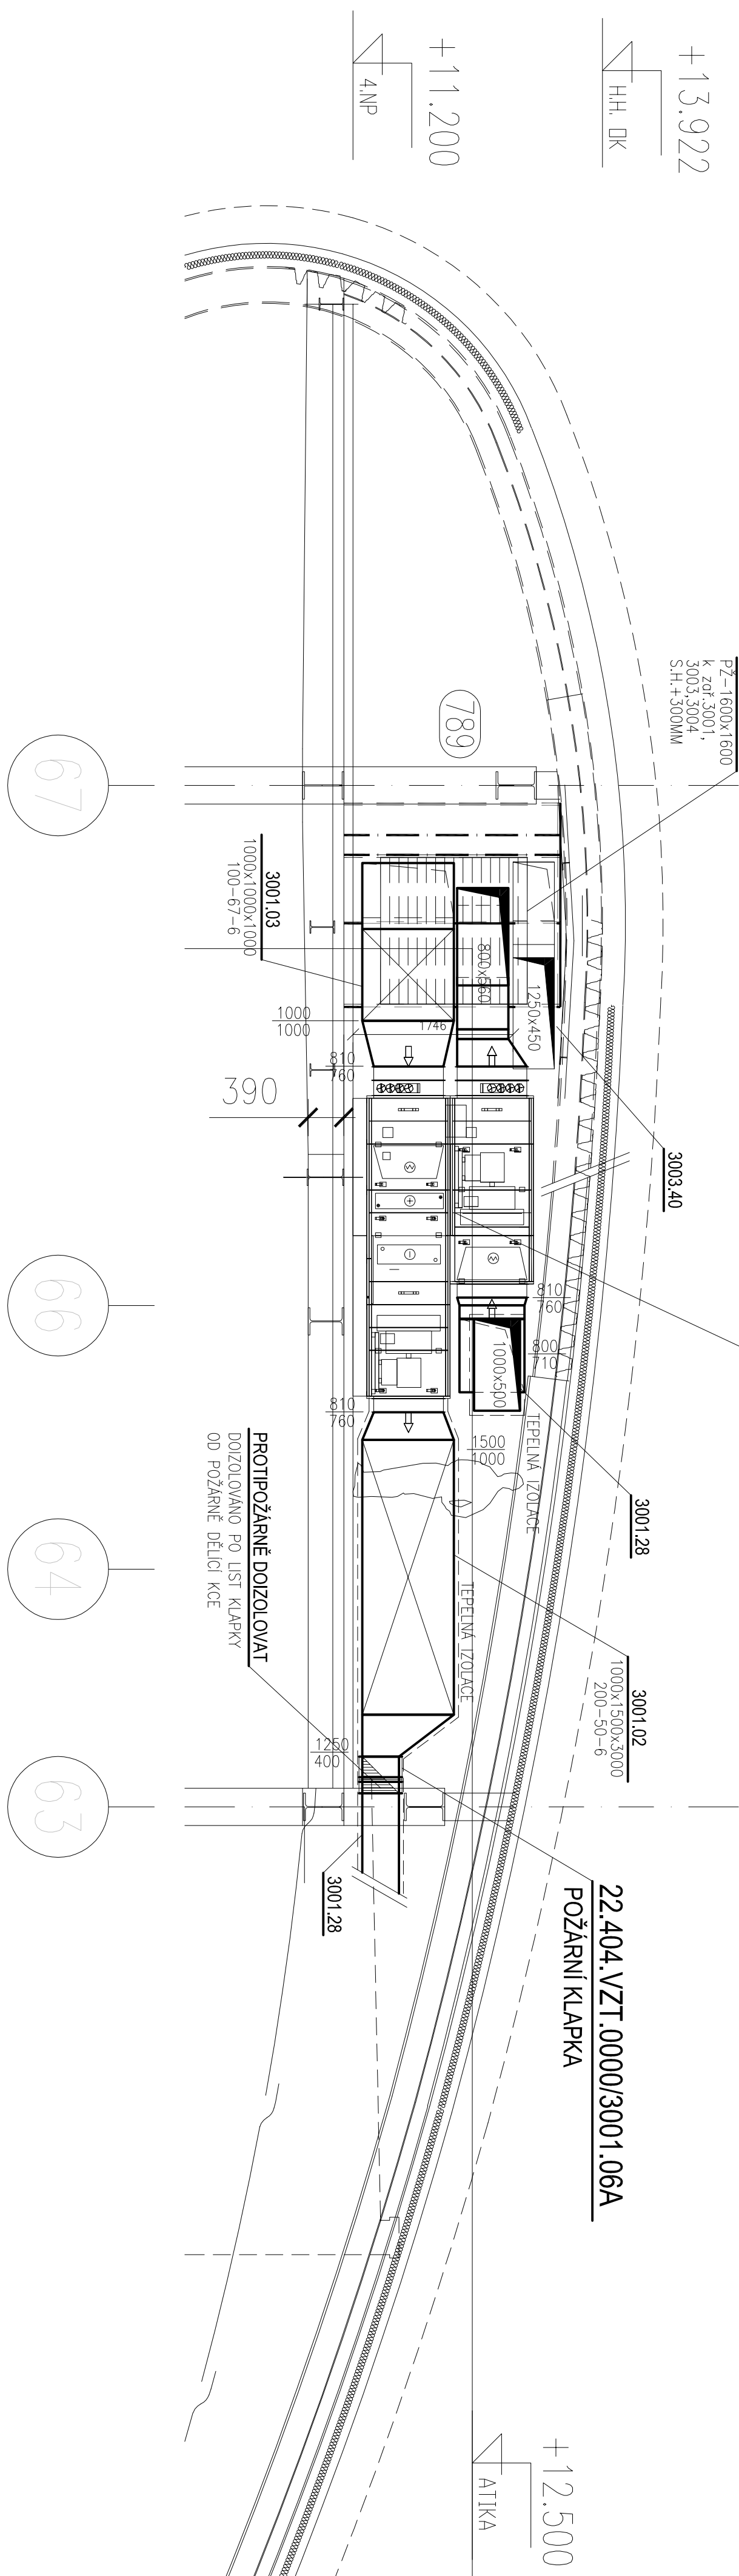 +13.922
H.H. OK
+11.200
4.NP
PŽ-1600x1600
k zař.3001,
3003,3004
S.H.+300MM
789
67
3001.03
1000x1000x1000
100-67-6
800x560
1250x450
1746
1000
1000
810
760
390
3003.40
66
810
760
800
710
1000x500
810
760
1500
1000
TEPELNÁ IZOLACE
3001.28
PROTIPOŽÁRNĚ DOIZOLOVAT
DOIZOLOVÁNO PO LIST KLAPKY
OD POŽÁRNĚ DĚLÍCÍ KCE
64
TEPELNÁ IZOLACE
3001.02
1000x1500x3000
200-50-6
1250
400
63
3001.28
22.404.VZT.0000/3001.06A
POŽÁRNÍ KLAPKA
+12.500
ATIKA